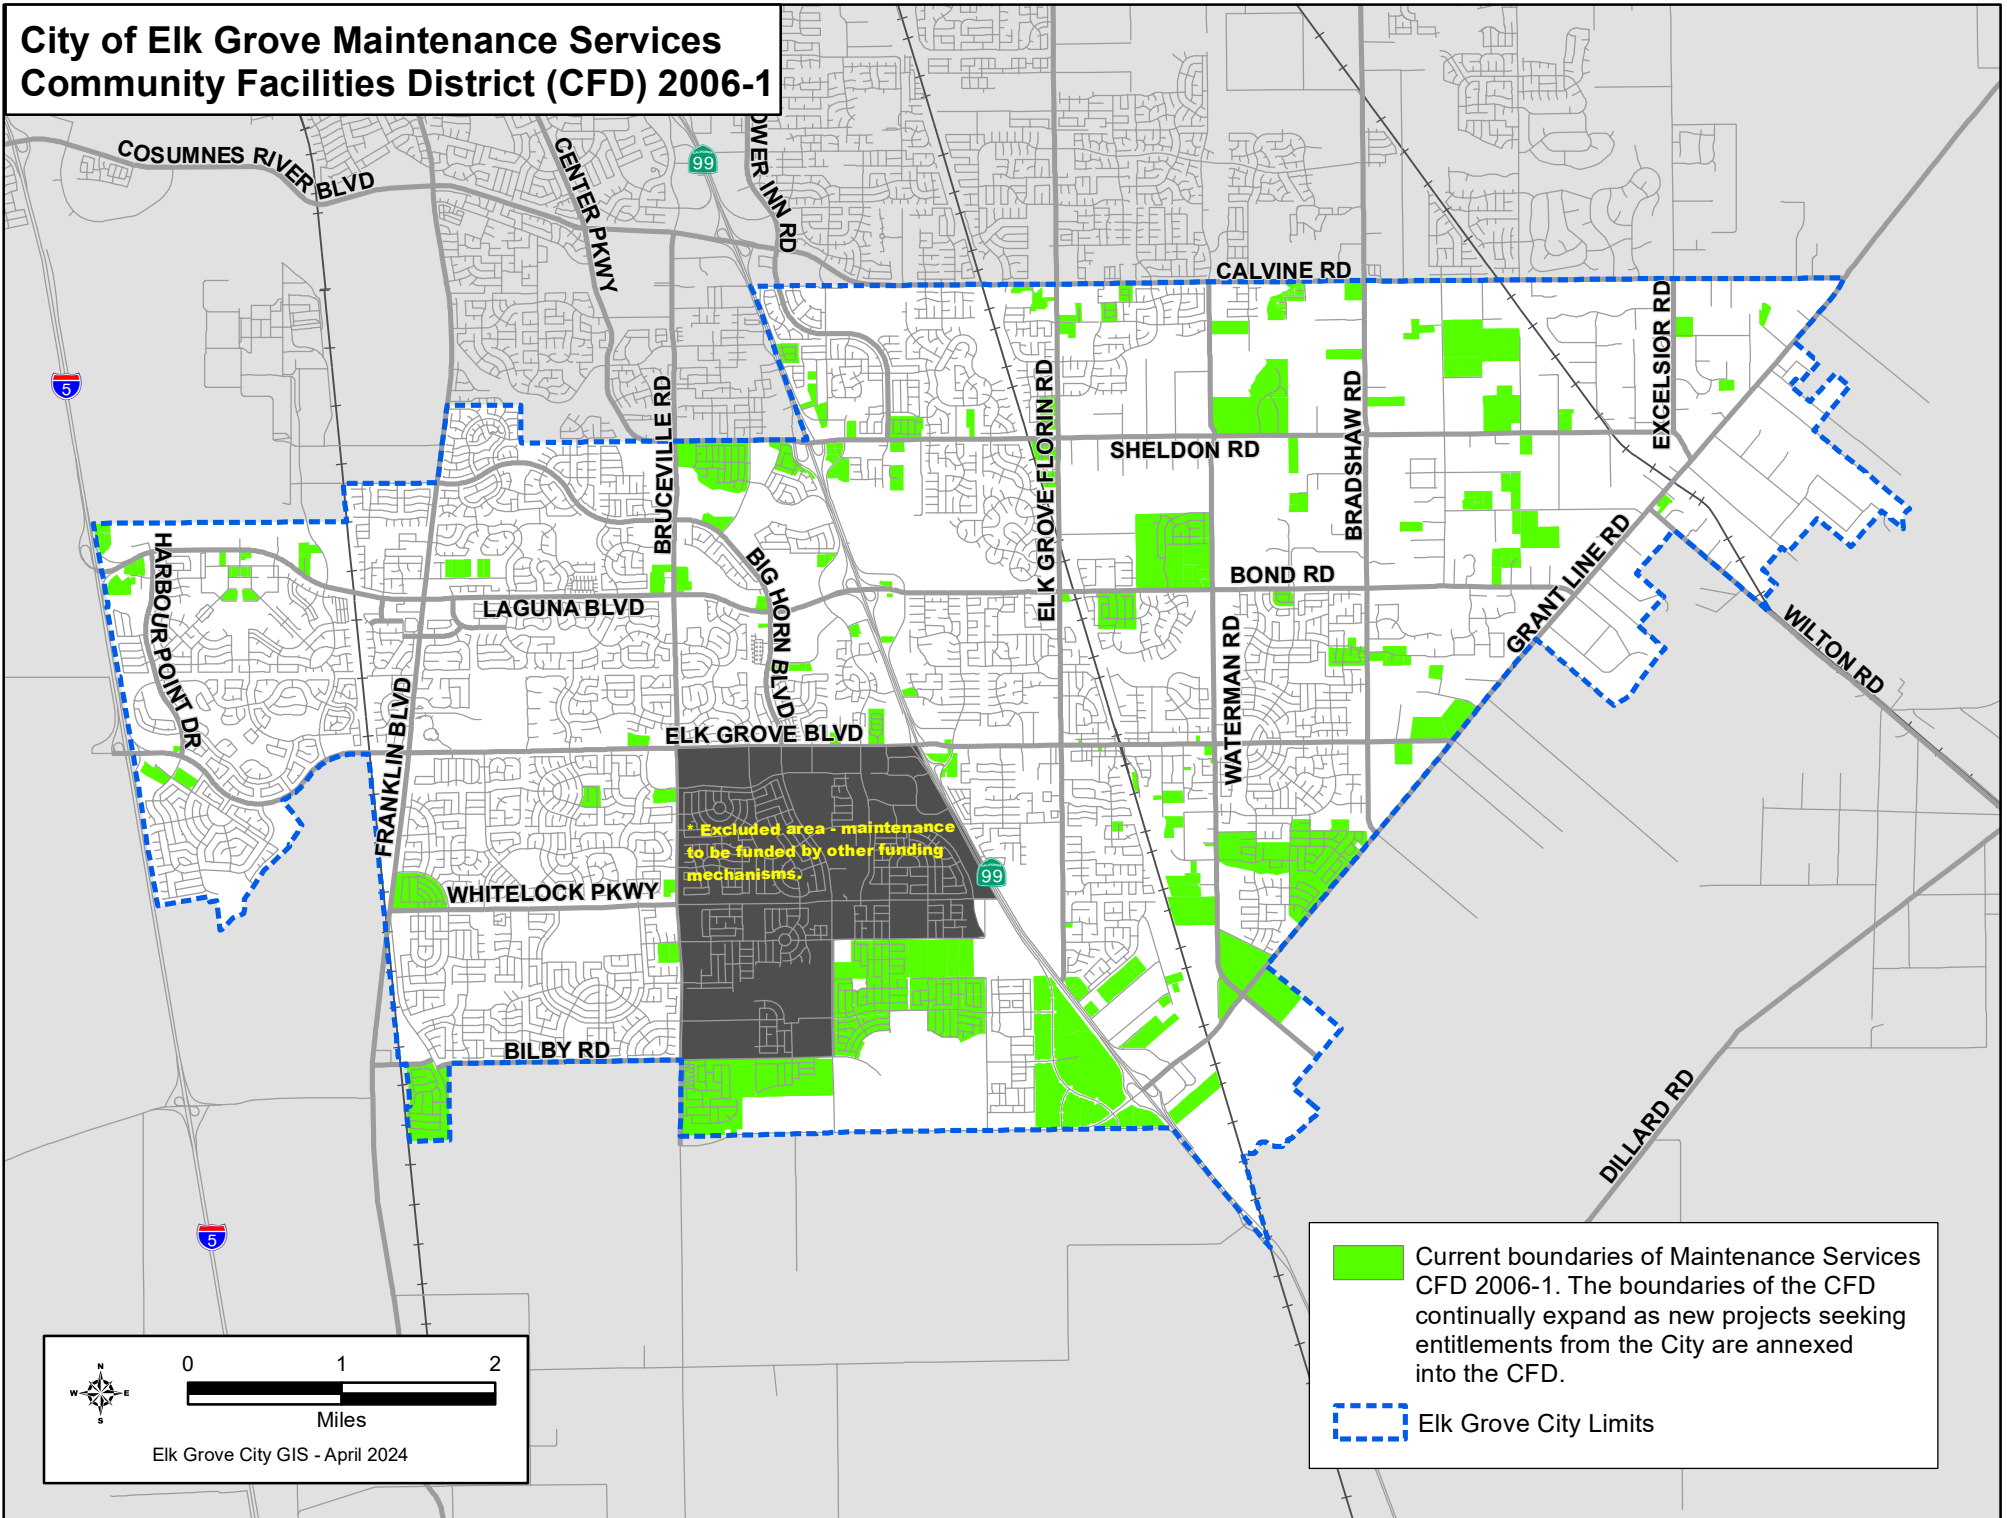 City of Elk Grove Maintenance Services
Community Facilities District (CFD) 2006-1
COSUMNES RIVER BLVD
CENTER PKWY
99
INN RD
CALVINE RD
EXCELSIOR RD
5
BRUCEVILLE RD
ELK GROVE FLORIN RD
BRADSHAW RD
SHELDON RD
HARBOUR POINT DR
BIG HORN BLVD
BOND RD
GRANT LINE RD
LAGUNA BLVD
WILTON RD
WATERMAN RD
FRANKLIN BLVD
ELK GROVE BLVD
* Excluded area - maintenance
to be funded by other funding
mechanisms.
99
WHITELOCK PKWY
BILBY RD
DILLARD RD
5
Current boundaries of Maintenance Services
CFD 2006-1. The boundaries of the CFD
continually expand as new projects seeking
entitlements from the City are annexed
into the CFD.
Elk Grove City Limits
N
W E
S
0 1 2
Miles
Elk Grove City GIS - April 2024